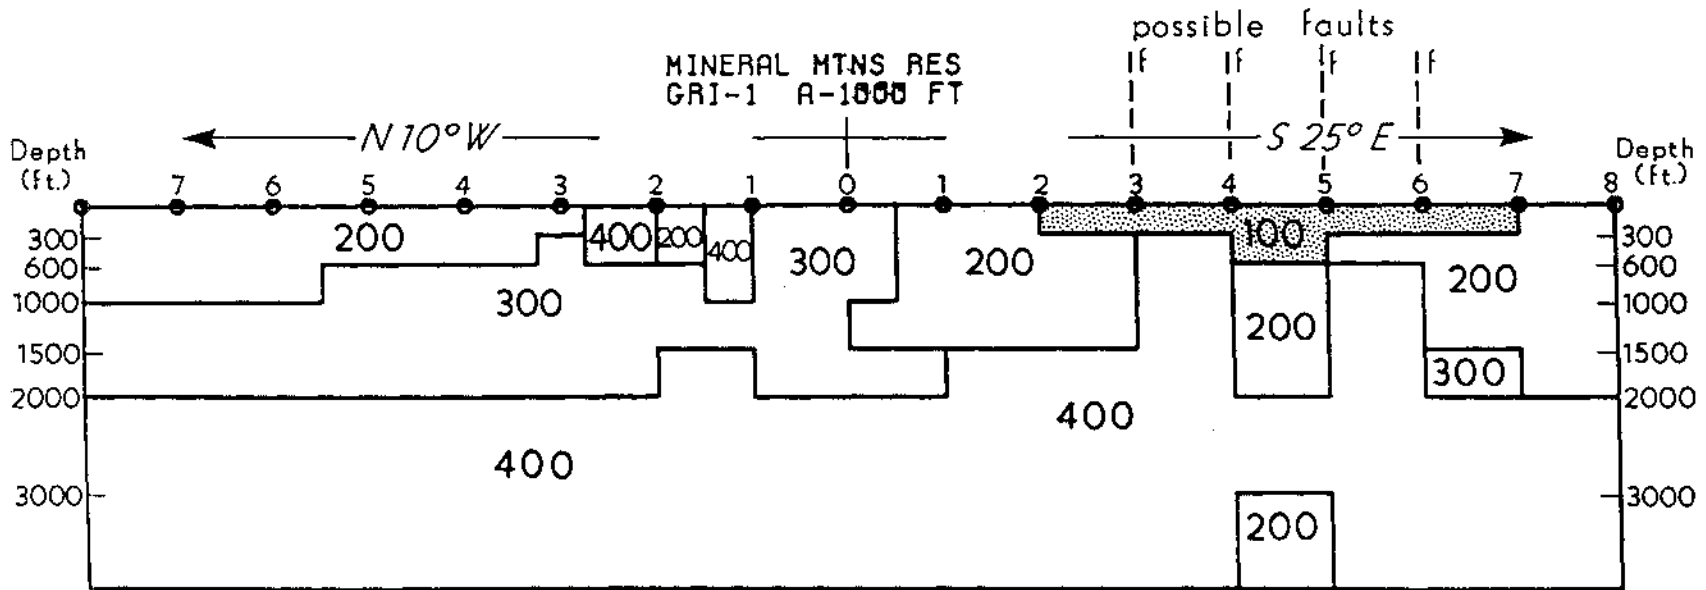 possible faults
f f f f
MINERAL MTNS RES
GRI-1 A-1000 FT
N 10° W S 25° E
Depth (ft.) 7 6 5 4 3 2 1 0 1 2 3 4 5 6 7 8 Depth (ft.)
300 200 400 200 400 300 200 100 300
600 200 600
1000 300 1000
1500 200 1500
300
2000 400 2000
400
3000 3000
200